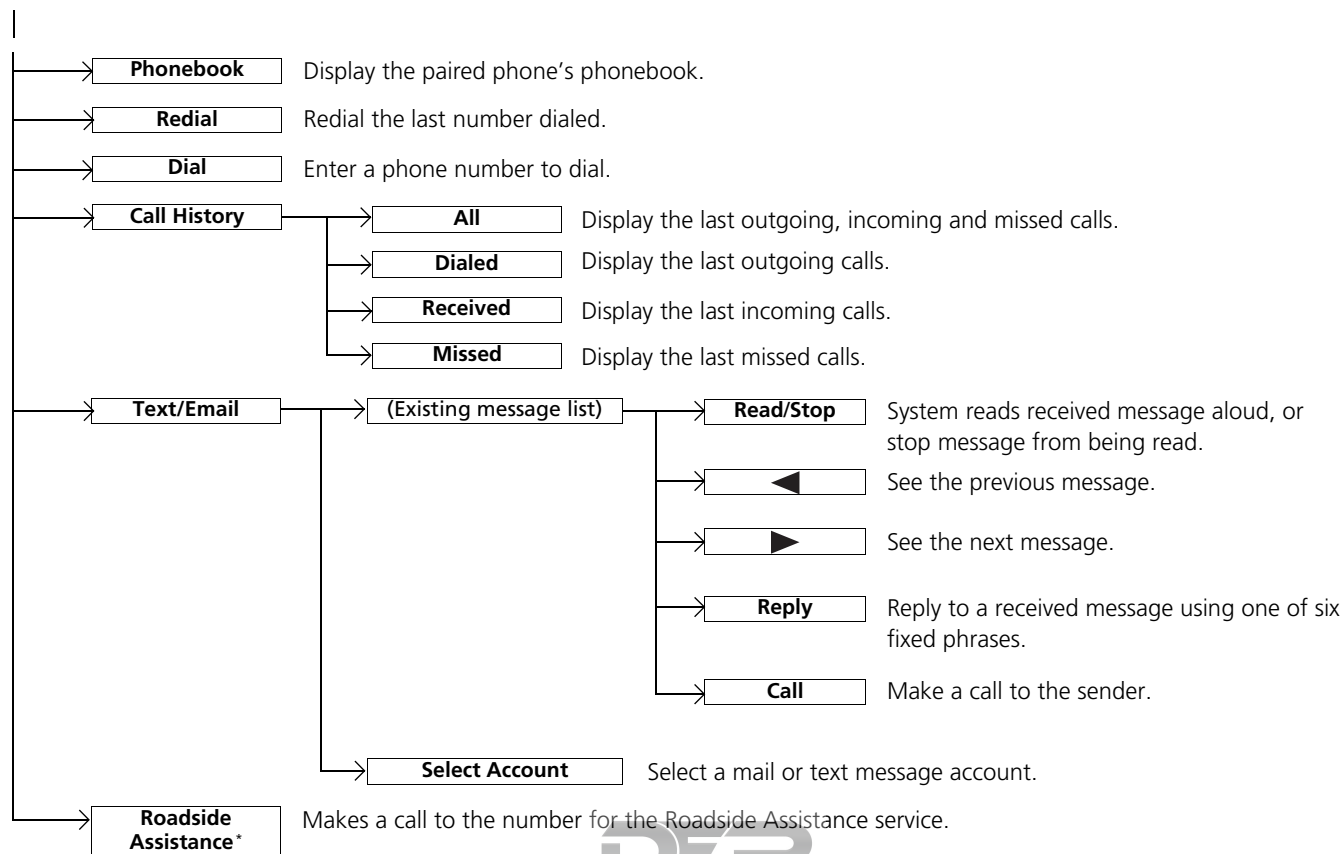 Phonebook Display the paired phone's phonebook.
Redial Redial the last number dialed.
Dial Enter a phone number to dial.
Call History All Display the last outgoing, incoming and missed calls.
Dialed Display the last outgoing calls.
Received Display the last incoming calls.
Missed Display the last missed calls.
Text/Email (Existing message list) Read/Stop System reads received message aloud, or
stop message from being read.
See the previous message.
See the next message.
Reply Reply to a received message using one of six
fixed phrases.
Call Make a call to the sender.
Select Account Select a mail or text message account.
Roadside Makes a call to the number for the Roadside Assistance service.
Assistance*